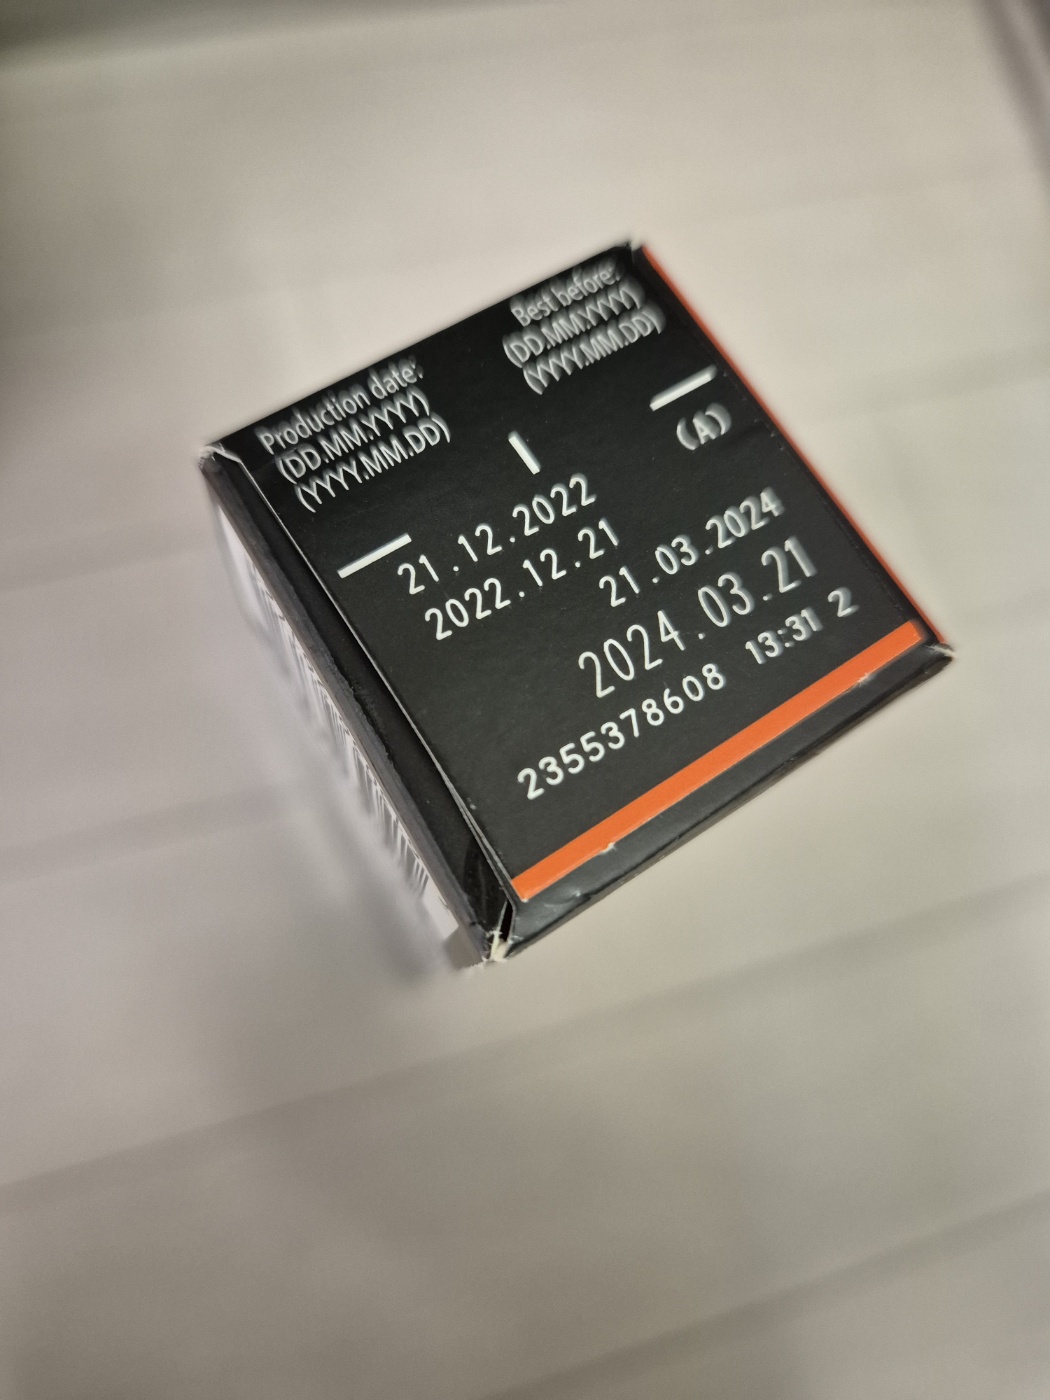 Production date:
(DD.MM.YYYY)
(YYYY.MM.DD)
Best before:
(DD.MM.YYYY)
(YYYY.MM.DD)
(A)
21.12.2022
2022.12.21
21.03.2024
2024.03.21
2355378608 13:31 2